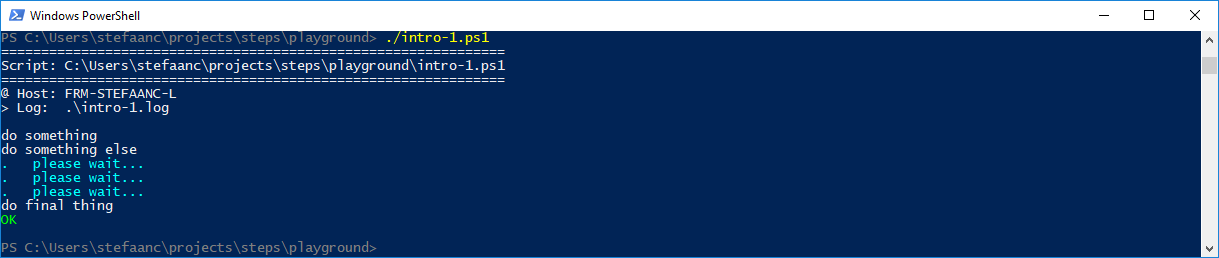 Windows PowerShell
PS C:\Users\stefaanc\projects\steps\playground> ./intro-1.ps1
===============================================================
Script: C:\Users\stefaanc\projects\steps\playground\intro-1.ps1
===============================================================
@ Host: FRM-STEFAANC-L
> Log:  .\intro-1.log
do something
do something else
.   please wait...
.   please wait...
.   please wait...
do final thing
OK
PS C:\Users\stefaanc\projects\steps\playground>